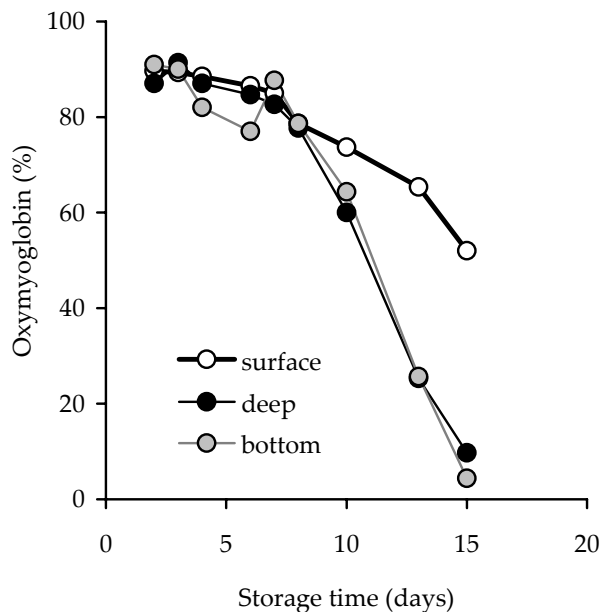 100
80
60
40
20
0
Oxymyoglobin (%)
surface
deep
bottom
0 5 10 15 20
Storage time (days)